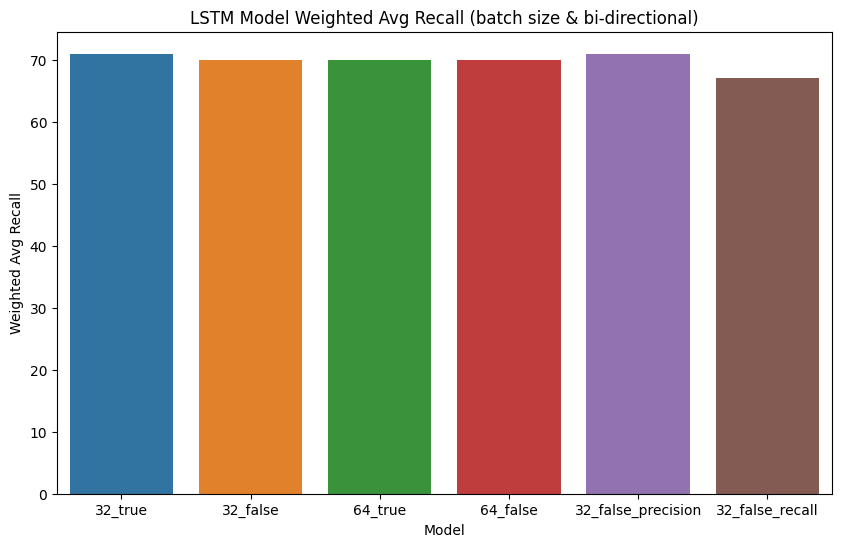 LSTM Model Weighted Avg Recall (batch size & bi-directional)
Weighted Avg Recall
70
60
50
40
30
20
10
0
32_true 32_false 64_true 64_false 32_false_precision 32_false_recall
Model